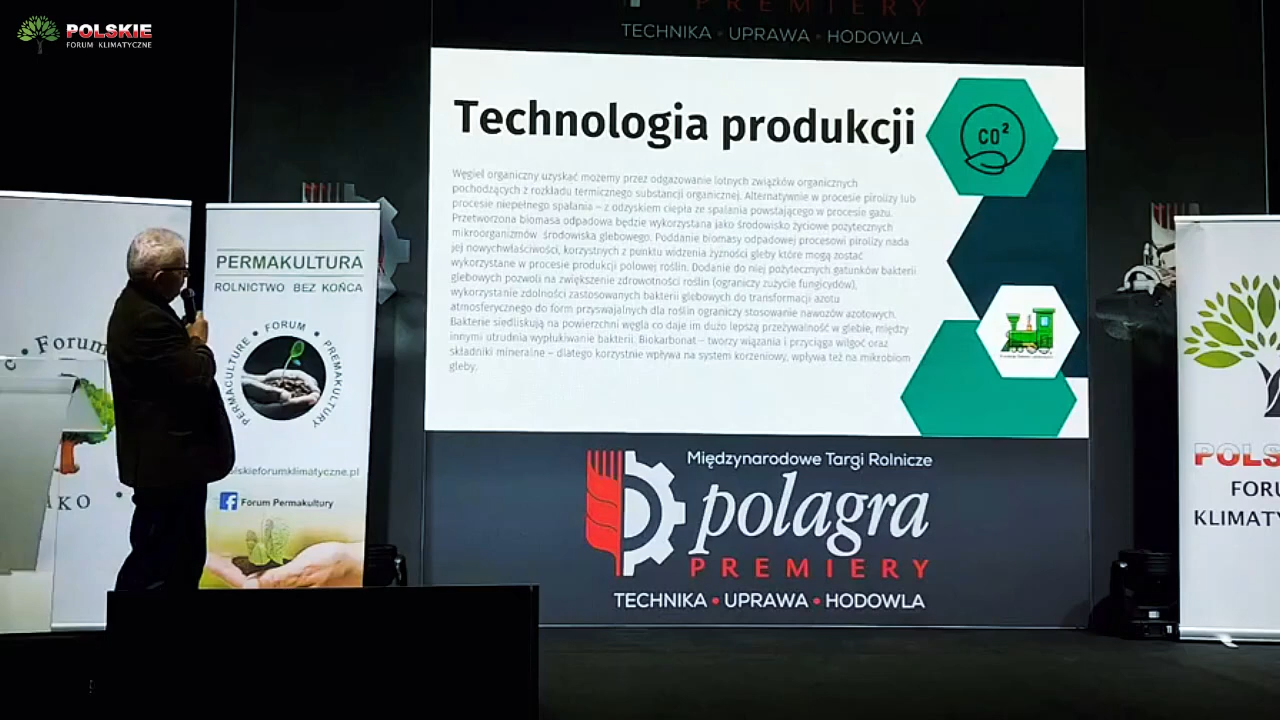 POLSKIE
FORUM KLIMATYCZNE
PREMIERY
TECHNIKA • UPRAWA • HODOWLA
Technologia produkcji
CO²
Węgiel organiczny uzyskać możemy przez odgazowanie lotnych związków organicznych
pochodzących z rozkładu termicznego substancji organicznej. Alternatywnie w procesie pirolizy lub
procesie niepełnego spalania – z odzyskiem ciepła ze spalania powstającego w procesie gazu.
Przetworzona biomasa odpadowa będzie wykorzystana jako środowisko życiowe pożytecznych
mikroorganizmów środowiska glebowego. Poddanie biomasy odpadowej procesowi pirolizy nada
jej nowychwłaściwości, korzystnych z punktu widzenia żyzności gleby które mogą zostać
wykorzystane w procesie produkcji polowej roślin. Dodanie do niej pożytecznych gatunków bakterii
glebowych pozwoli na zwiększenie zdrowotności roślin (ograniczy zużycie fungicydów),
wykorzystanie zdolności zastosowanych bakterii glebowych do transformacji azotu
atmosferycznego do form przyswajalnych dla roślin ograniczy stosowanie nawozów azotowych.
Bakterie siedliskują na powierzchni węgla co daje im dużo lepszą przeżywalność w glebie, między
innymi utrudnia wypłukiwanie bakterii. Biokarbonat – tworzy wiązania i przyciąga wilgoć oraz
składniki mineralne – dlatego korzystnie wpływa na system korzeniowy, wpływa też na mikrobiom
gleby.
Międzynarodowe Targi Rolnicze
polagra
PREMIERY
TECHNIKA • UPRAWA • HODOWLA
PERMAKULTURA
ROLNICTWO BEZ KOŃCA
PERMACULTURE • FORUM • PREMAKULTURY
olskieforumklimatyczne.pl
Forum Permakultury
• Forum
KO •
POLS
FORU
KLIMATY